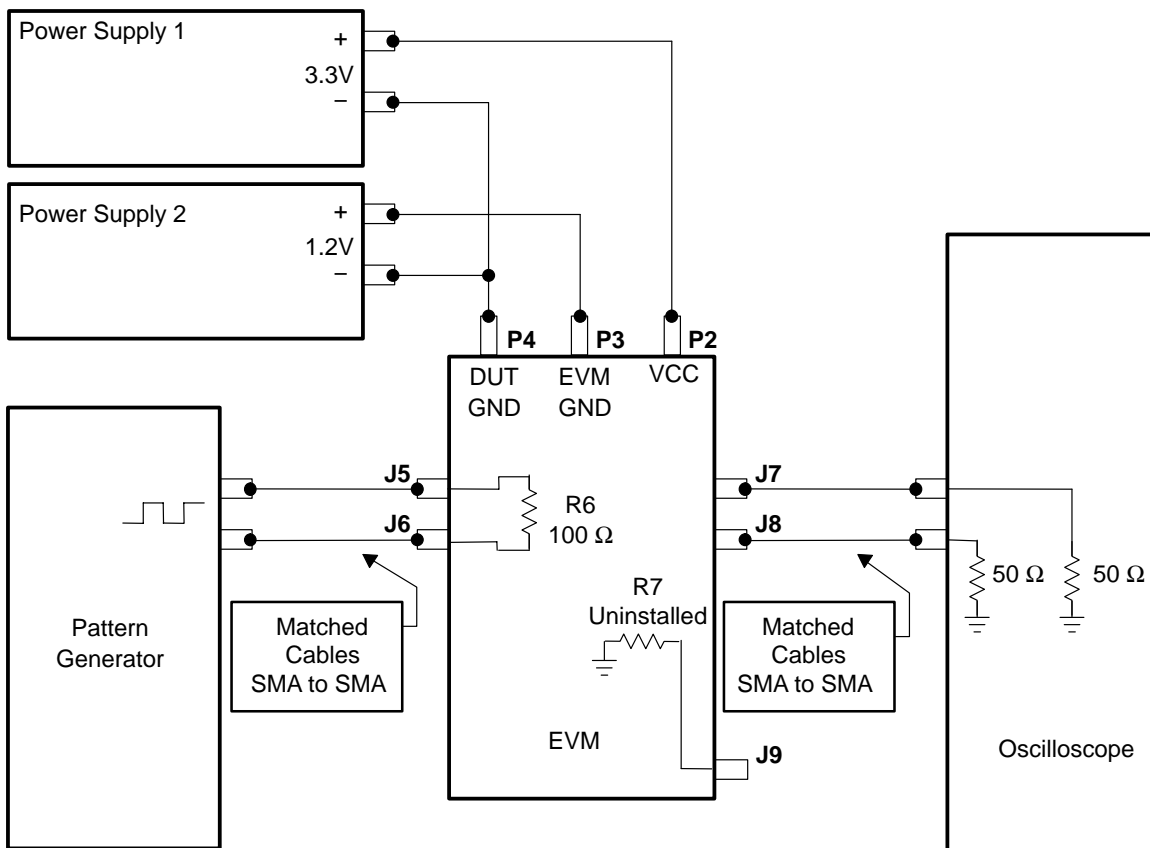 Power Supply 1
+
3.3V
−
Power Supply 2
+
1.2V
−
P4
P3
P2
DUT
GND
EVM
GND
VCC
J5
J6
R6
100 Ω
J7
J8
50 Ω
50 Ω
R7
Uninstalled
Pattern
Generator
Matched
Cables
SMA to SMA
Matched
Cables
SMA to SMA
EVM
J9
Oscilloscope